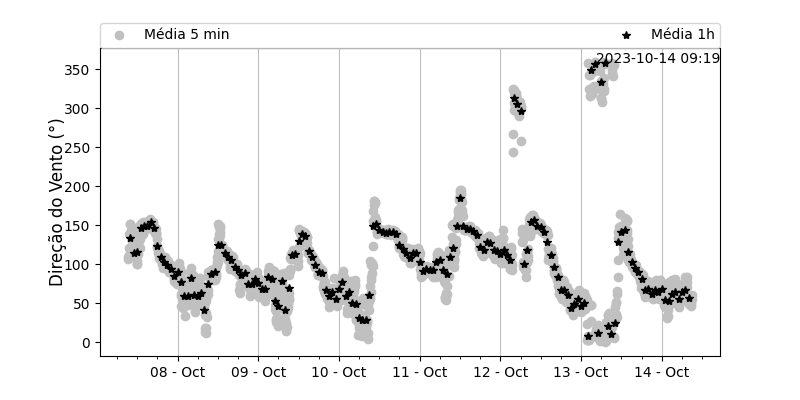 Média 5 min
Média 1h
2023-10-14 09:19
Direção do Vento (°)
350
300
250
200
150
100
50
0
08 - Oct
09 - Oct
10 - Oct
11 - Oct
12 - Oct
13 - Oct
14 - Oct